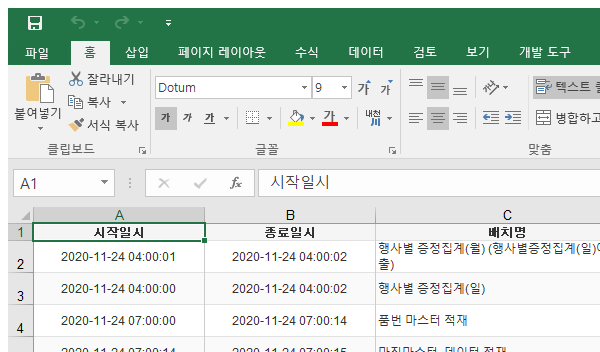 파일 홈 삽입 페이지 레이아웃 수식 데이터 검토 보기 개발 도구
잘라내기
복사
서식 복사
붙여넣기
클립보드
Dotum 9 가 가
가 가 가 가 내천 川
글꼴
텍스트
병합하고
맞춤
A1 fx 시작일시
A B C
1 시작일시 종료일시 배치명
2 2020-11-24 04:00:01 2020-11-24 04:00:02 행사별 증정집계(월) (행사별증정집계(일)
출)
3 2020-11-24 04:00:00 2020-11-24 04:00:02 행사별 증정집계(일)
4 2020-11-24 07:00:00 2020-11-24 07:00:14 품번 마스터 적재
2020-11-24 07:00:14 2020-11-24 07:00:15 마진마스터 데이터 적재